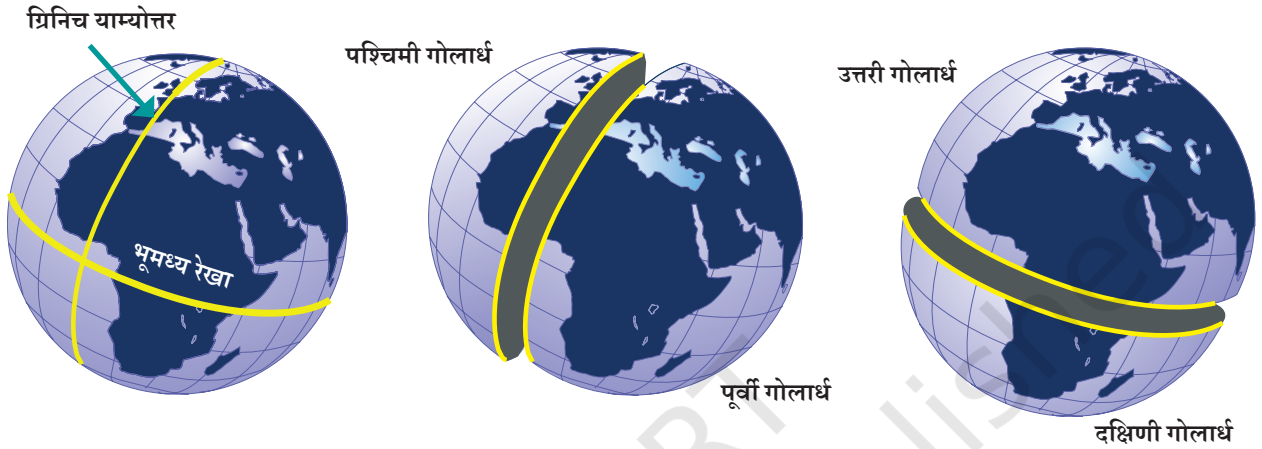 ग्रिनिच याम्योत्तर
भूमध्य रेखा
पश्चिमी गोलार्ध
पूर्वी गोलार्ध
उत्तरी गोलार्ध
दक्षिणी गोलार्ध